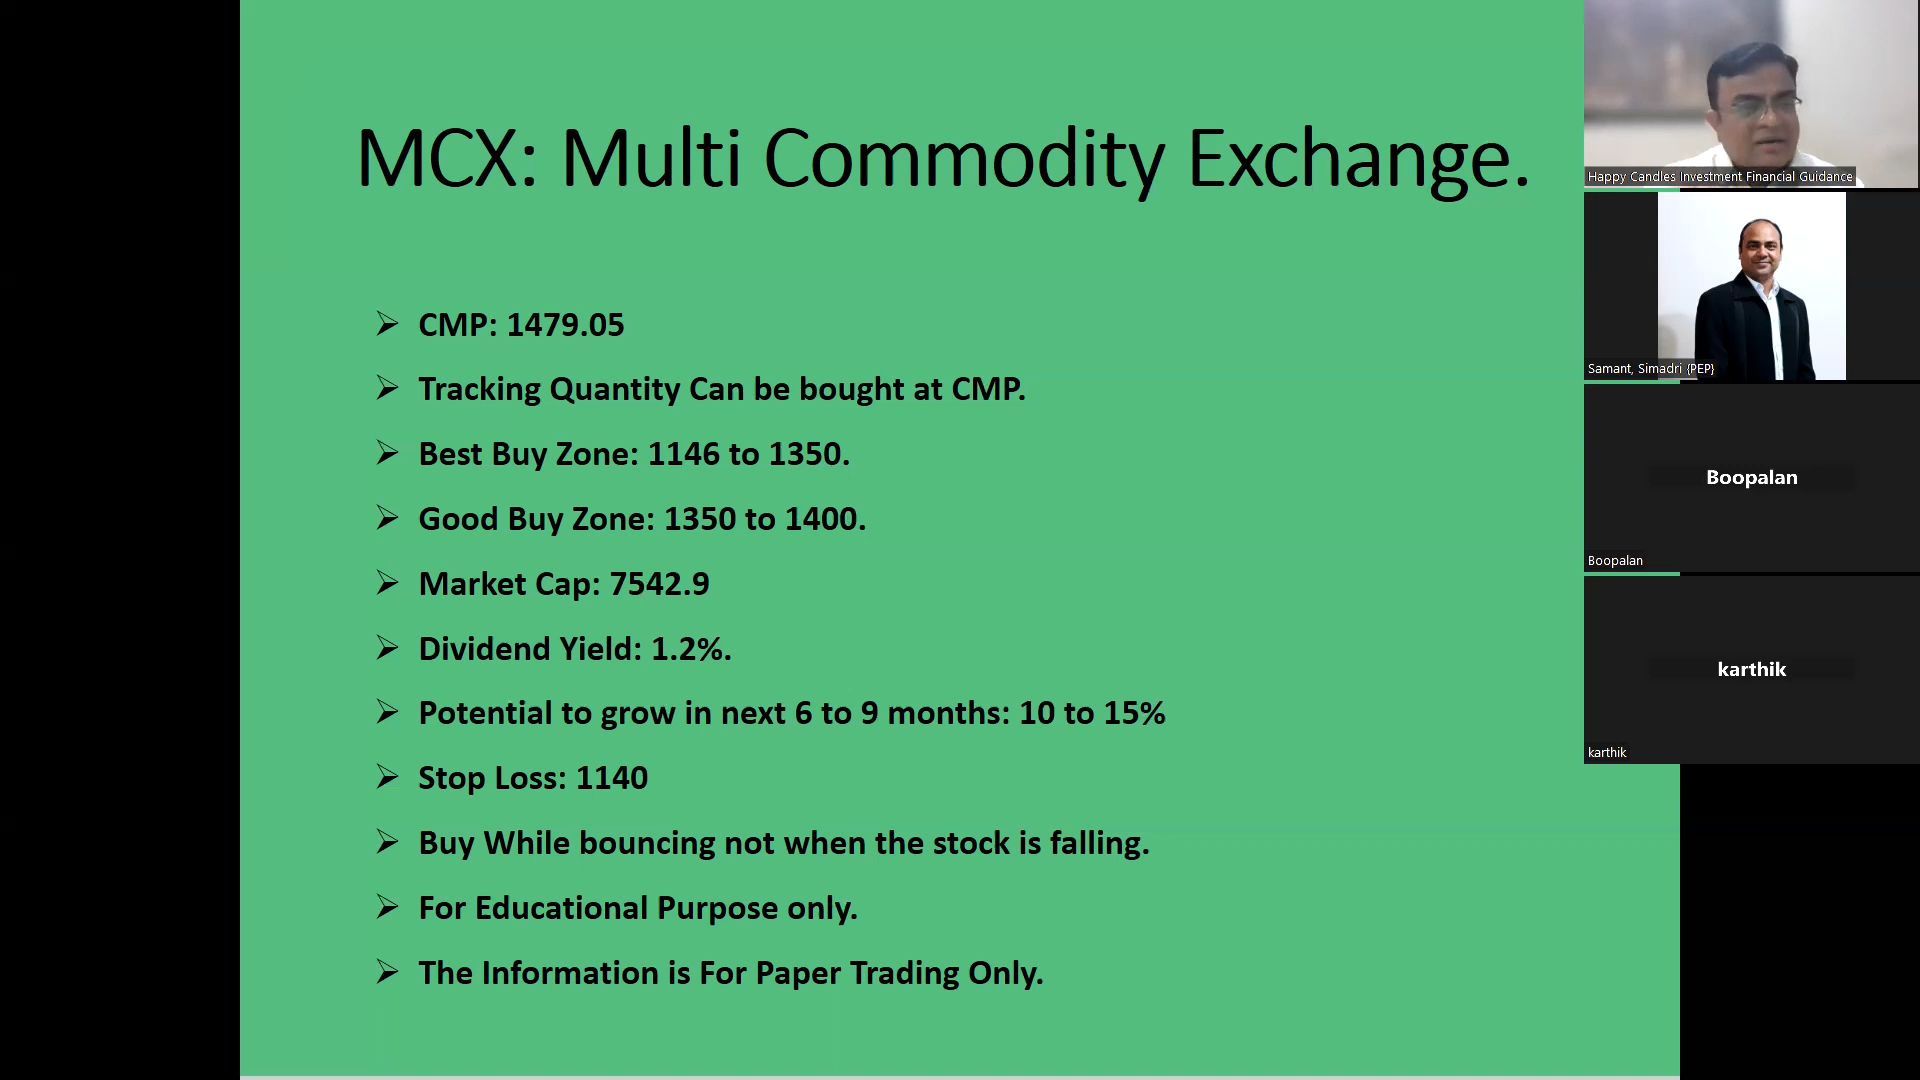 MCX: Multi Commodity Exchange.
➢ CMP: 1479.05
➢ Tracking Quantity Can be bought at CMP.
➢ Best Buy Zone: 1146 to 1350.
➢ Good Buy Zone: 1350 to 1400.
➢ Market Cap: 7542.9
➢ Dividend Yield: 1.2%.
➢ Potential to grow in next 6 to 9 months: 10 to 15%
➢ Stop Loss: 1140
➢ Buy While bouncing not when the stock is falling.
➢ For Educational Purpose only.
➢ The Information is For Paper Trading Only.
Happy Candles Investment Financial Guidance
Samant, Simadri {PEP}
Boopalan
Boopalan
karthik
karthik